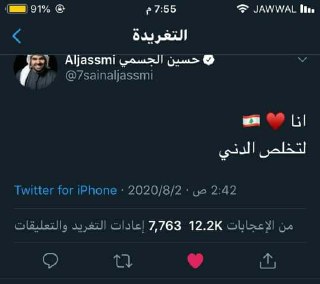 91% 7:55 م JAWWAL
التغريدة
حسين الجسمي Aljassmi
@7sainaljassmi
انا ❤️ 🇱🇧
لتخلص الدني
2:42 ص · 2020/8/2 · Twitter for iPhone
7,763 إعادات التغريد والتعليقات 12.2K من الإعجابات